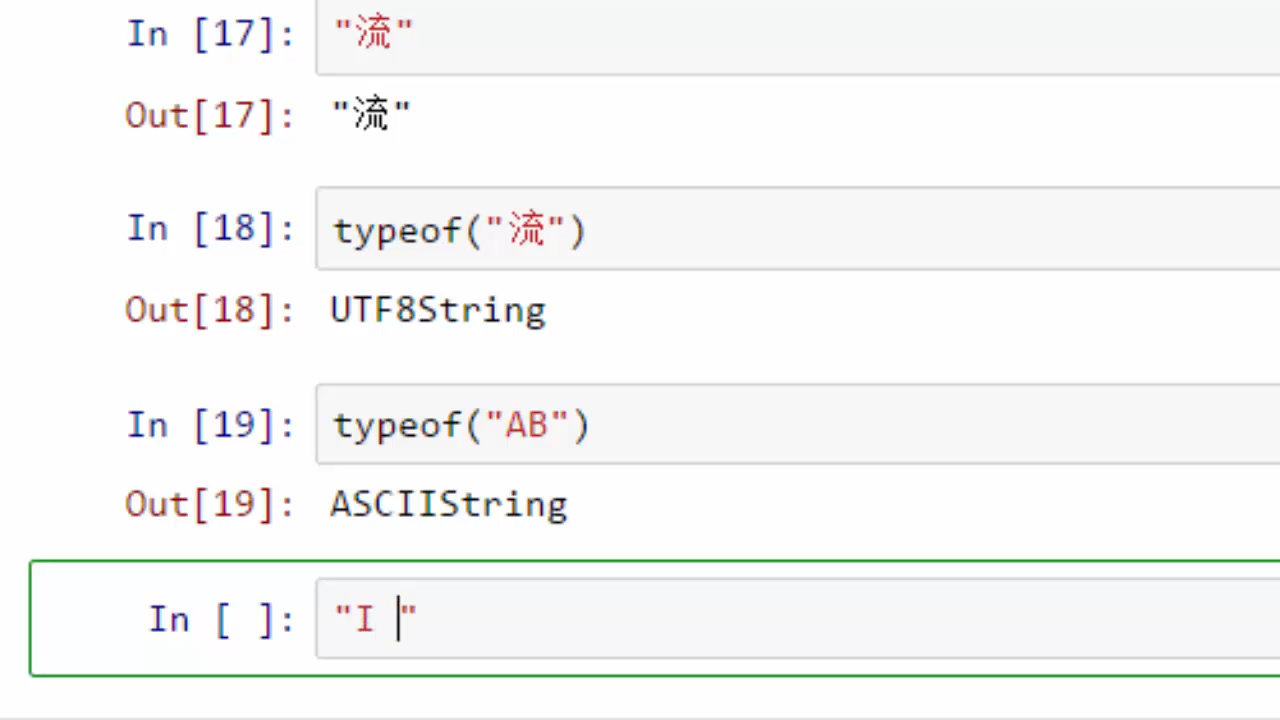 In [17]: "流"
Out[17]: "流"
In [18]: typeof("流")
Out[18]: UTF8String
In [19]: typeof("AB")
Out[19]: ASCIIString
In [ ]: "I "